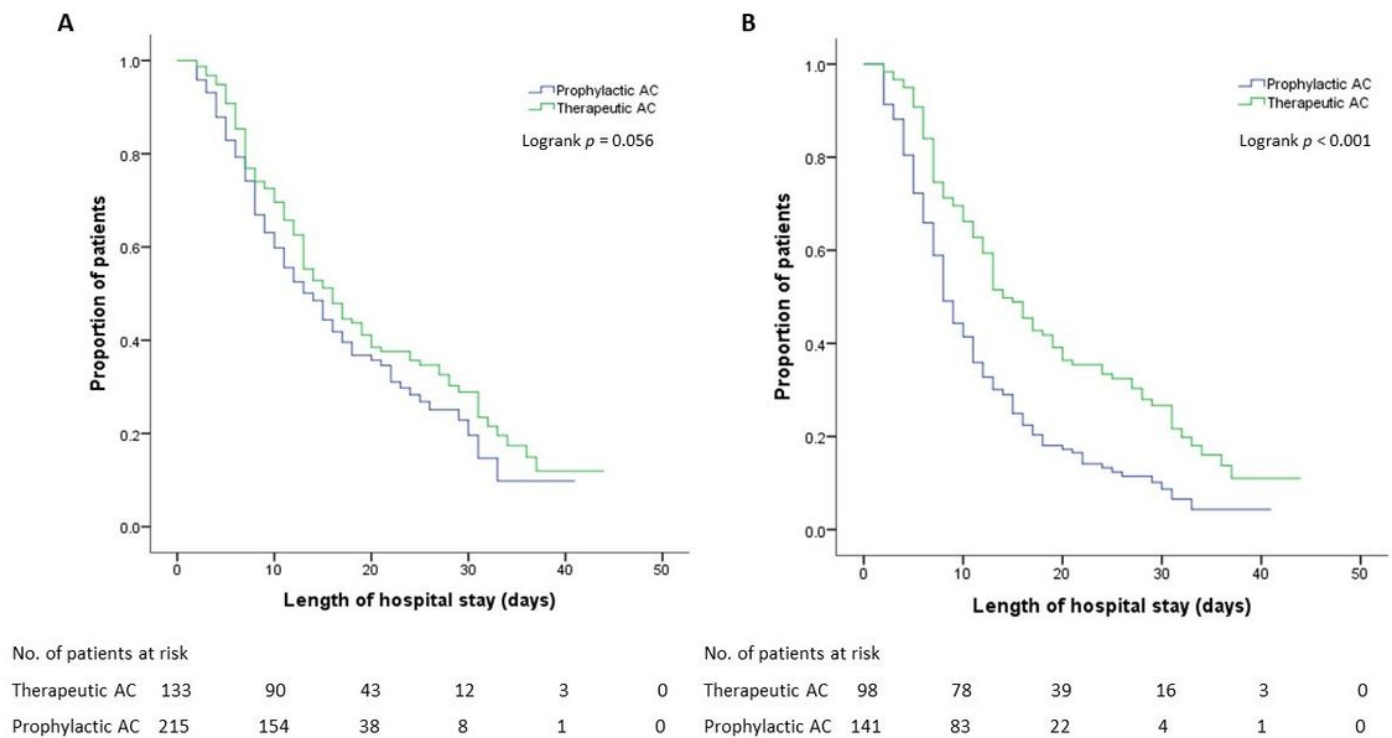 A
1.0
0.8
0.6
0.4
0.2
0.0
Proportion of patients
Prophylactic AC
Therapeutic AC
Logrank p = 0.056
0 10 20 30 40 50
Length of hospital stay (days)
No. of patients at risk
Therapeutic AC 133 90 43 12 3 0
Prophylactic AC 215 154 38 8 1 0
B
1.0
0.8
0.6
0.4
0.2
0.0
Proportion of patients
Prophylactic AC
Therapeutic AC
Logrank p < 0.001
0 10 20 30 40 50
Length of hospital stay (days)
No. of patients at risk
Therapeutic AC 98 78 39 16 3 0
Prophylactic AC 141 83 22 4 1 0